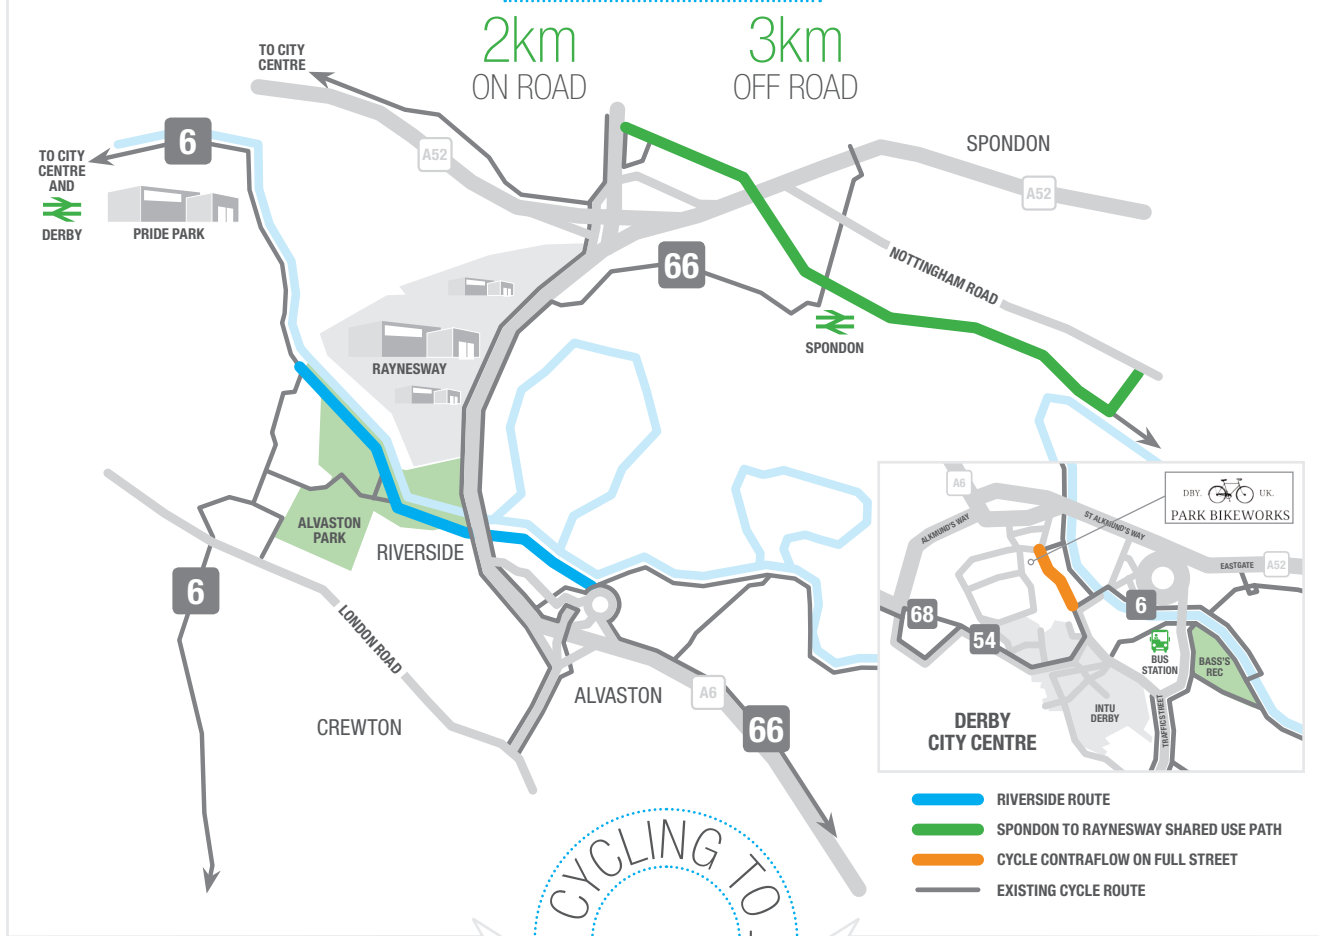 2km
ON ROAD
3km
OFF ROAD
TO CITY
CENTRE
6
TO CITY
CENTRE
AND
DERBY
PRIDE PARK
A52
SPONDON
A52
66
NOTTINGHAM ROAD
SPONDON
RAYNESWAY
ALVASTON
PARK
RIVERSIDE
6
LONDON ROAD
CREWTON
ALVASTON
A6
66
A6
DBY. UK.
PARK BIKEWORKS
ALKMUND'S WAY
ST ALKMUND'S WAY
EASTGATE
A52
68
54
6
BUS
STATION
BASS'S
REC
INTU
DERBY
TRAFFIC STREET
DERBY
CITY CENTRE
RIVERSIDE ROUTE
SPONDON TO RAYNESWAY SHARED USE PATH
CYCLE CONTRAFLOW ON FULL STREET
EXISTING CYCLE ROUTE
CYCLING TO